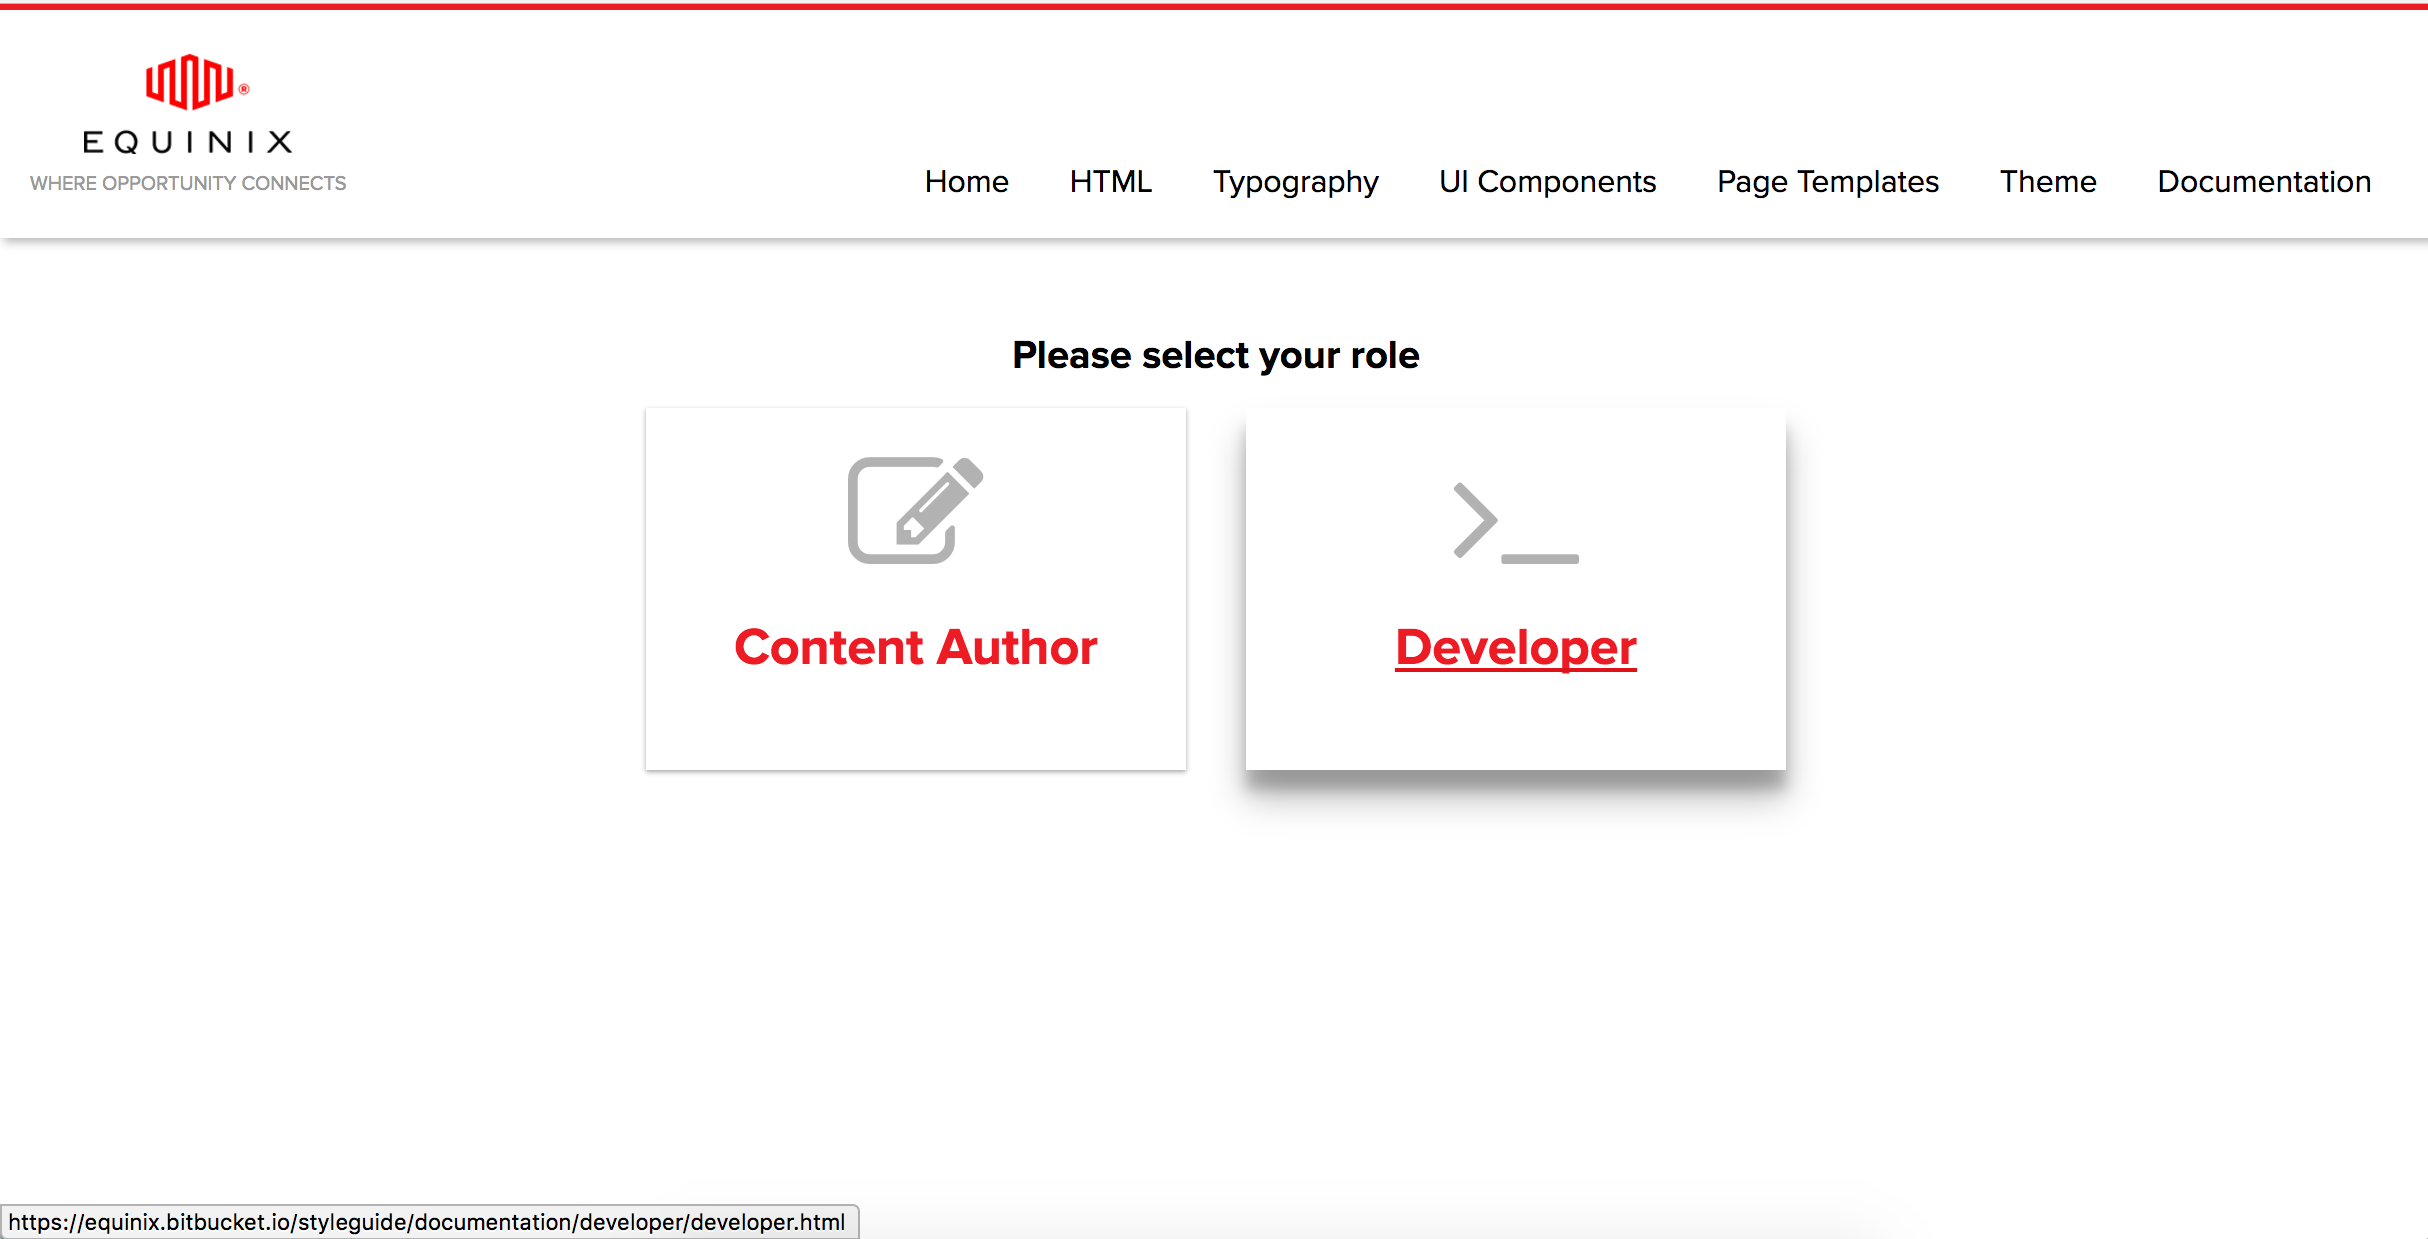 ®
EQUINIX
WHERE OPPORTUNITY CONNECTS
Home HTML Typography UI Components Page Templates Theme Documentation
Please select your role
Content Author Developer
https://equinix.bitbucket.io/styleguide/documentation/developer/developer.html